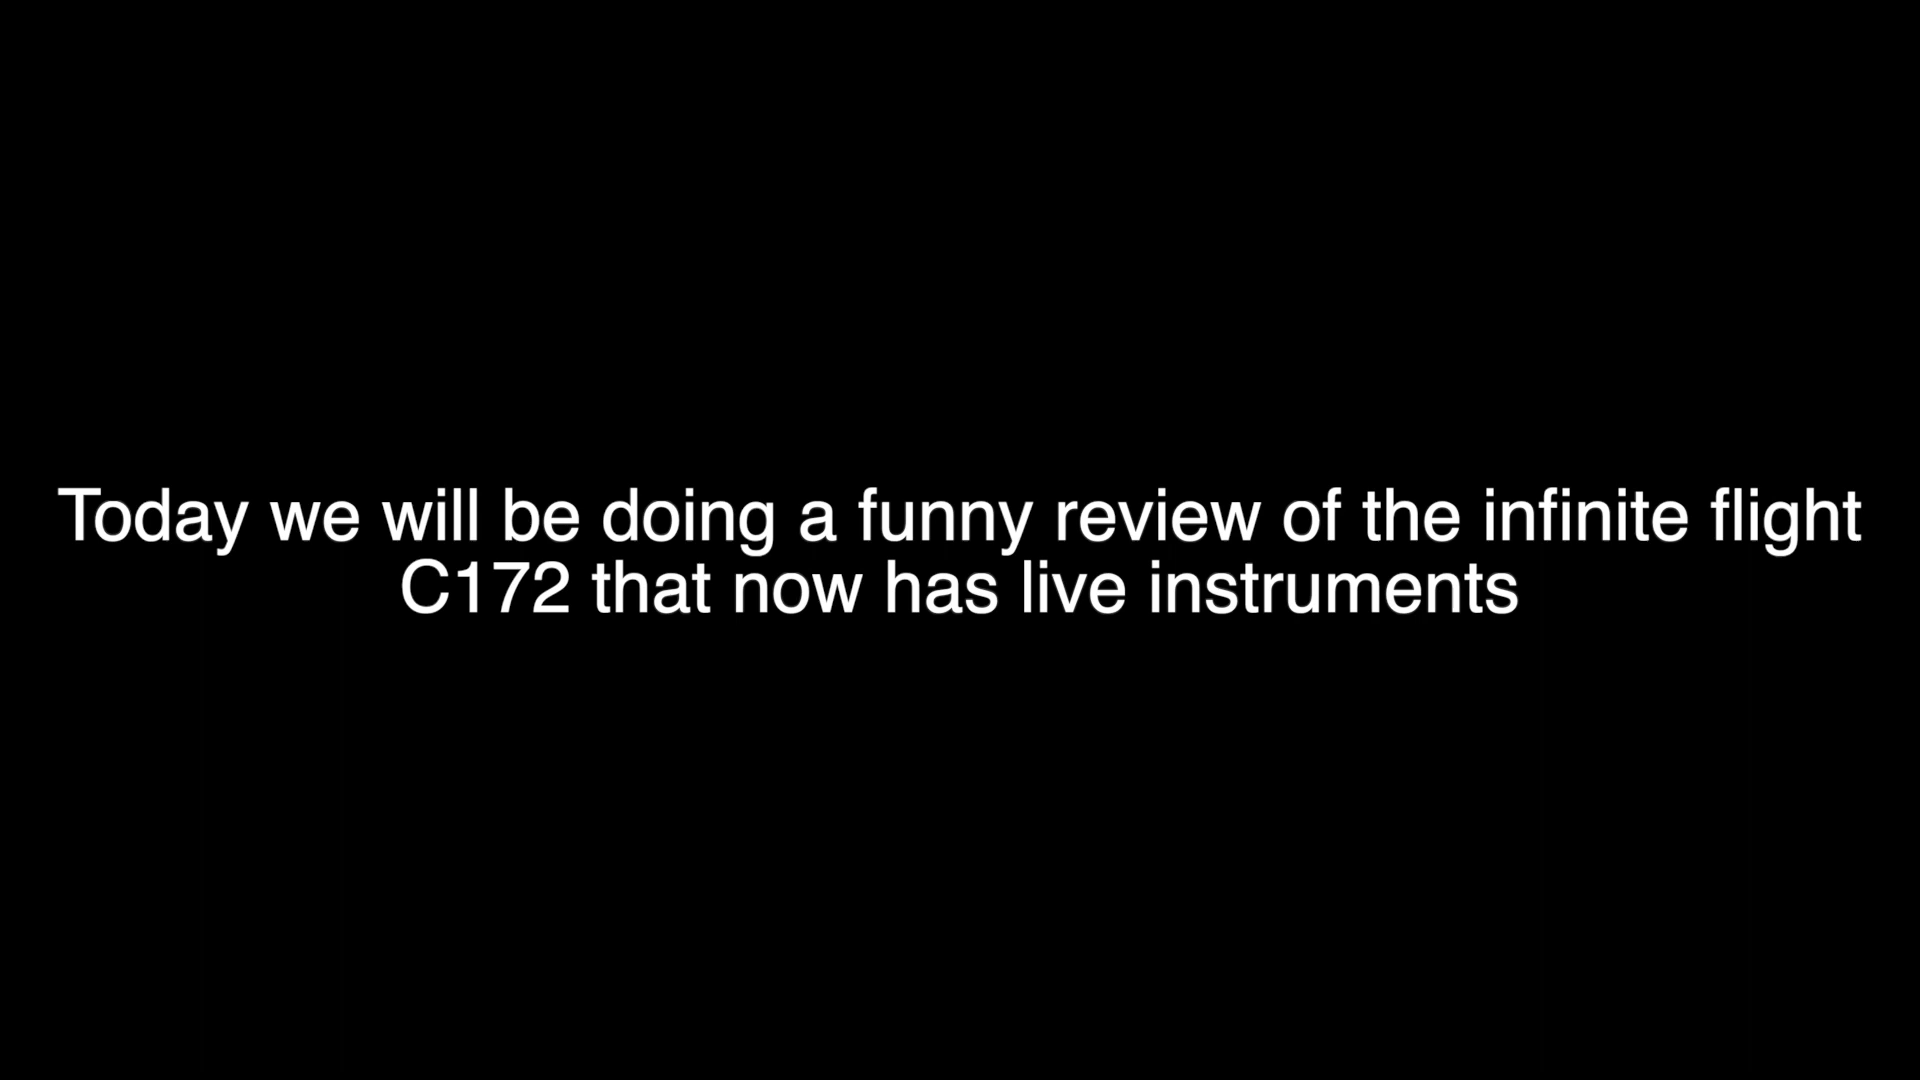 Today we will be doing a funny review of the infinite flight
C172 that now has live instruments